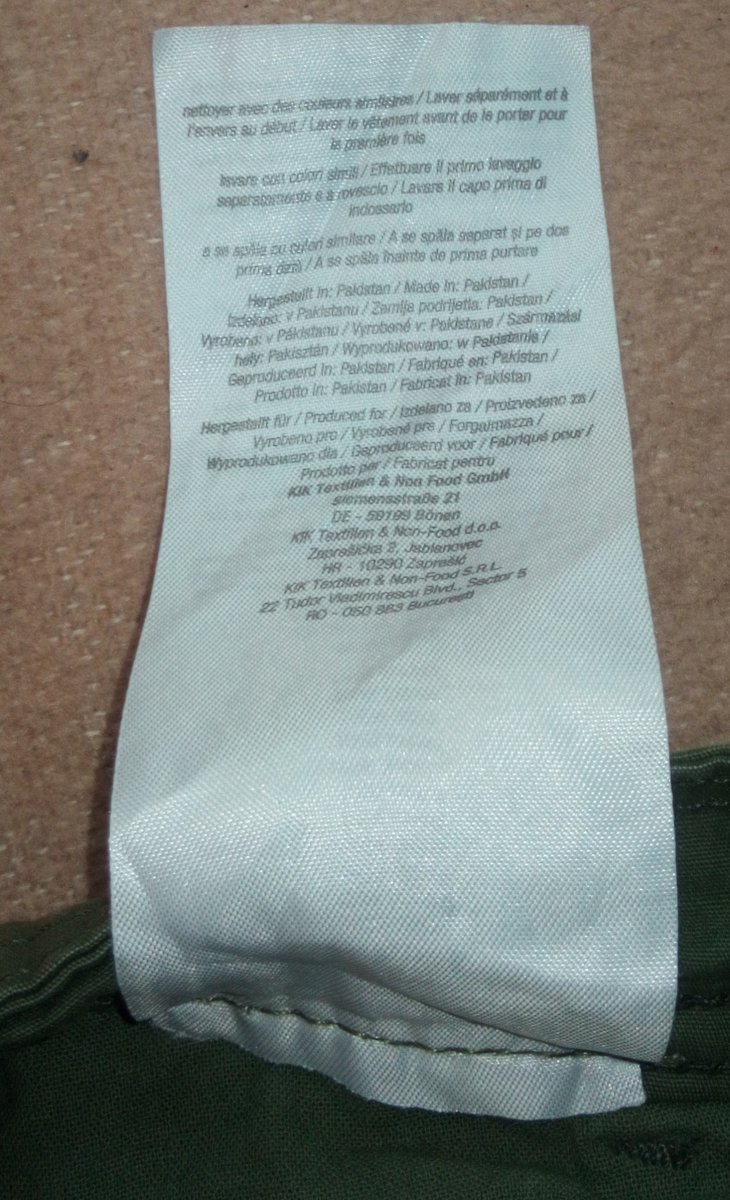 nettoyer avec des couleurs similaires / Laver séparément et à
l'envers au début / Laver le vêtement avant de le porter pour
la première fois
lavare con colori simili / Effettuare il primo lavaggio
separatamente e a rovescio / Lavare il capo prima di
indossarlo
a se spăla cu culori similare / A se spăla separat și pe dos
prima dată / A se spăla înainte de prima purtare
Hergestellt in: Pakistan / Made in: Pakistan /
Izdelano: v Pakistanu / Zemlja podrijetla: Pakistan /
Vyrobeno: v Pákistánu / Vyrobené v: Pakistane / Származási
hely: Pakisztán / Wyprodukowano: w Pakistanie /
Geproduceerd in: Pakistan / Fabriqué en: Pakistan /
Prodotto in: Pakistan / Fabricat în: Pakistan
Hergestellt für / Produced for / Izdelano za / Proizvedeno za /
Vyrobeno pro / Vyrobené pre / Forgalmazza /
Wyprodukowano dla / Geproduceerd voor / Fabriqué pour /
Prodotto per / Fabricat pentru
KiK Textilien & Non Food GmbH
Siemensstraße 21
DE - 59199 Bönen
KiK Textilien & Non-Food d.o.o.
Zaprešićka 2, Jablanovec
HR - 10290 Zaprešić
KiK Textilien & Non-Food S.R.L.
22 Tudor Vladimirescu Blvd., Sector 5
RO - 050 883 Bucuresti